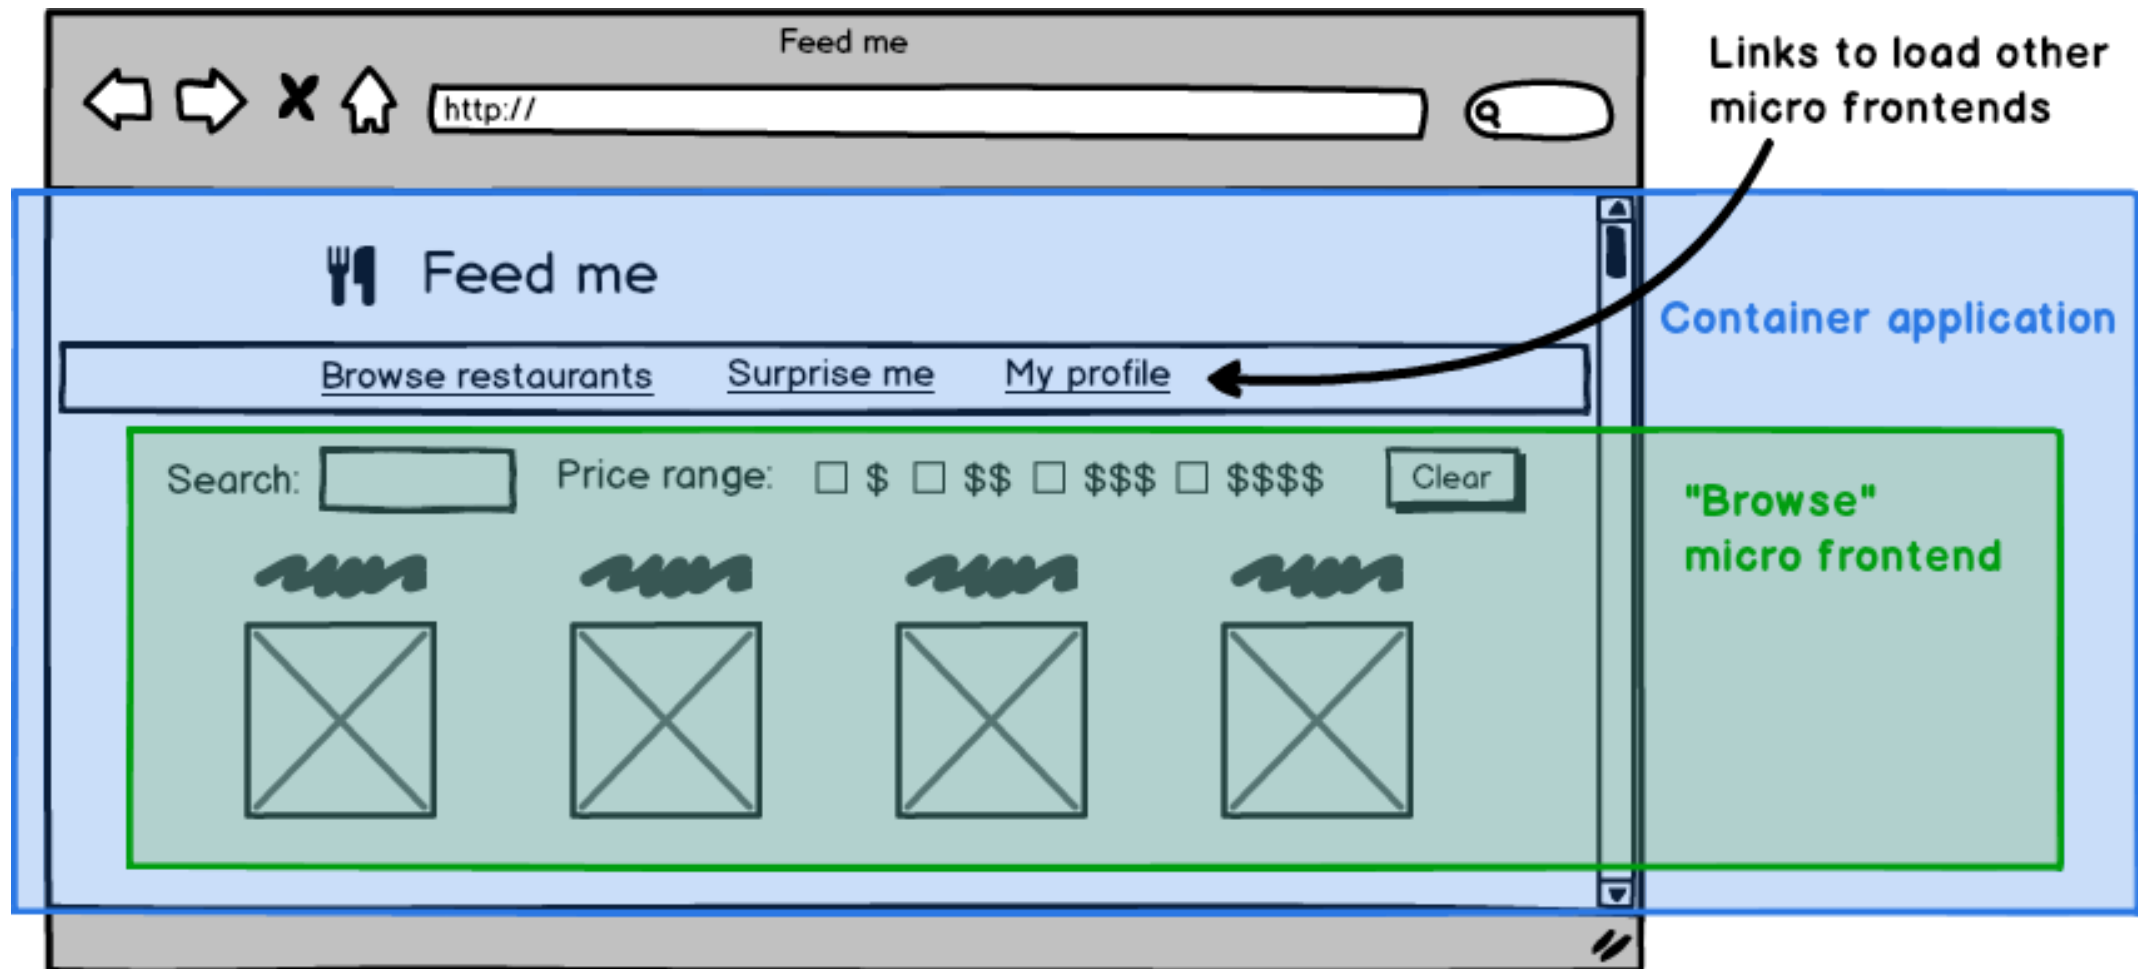 Feed me
http://
Links to load other
micro frontends
Feed me
Container application
Browse restaurants Surprise me My profile
Search: Price range: $ $$ $$$ $$$$ Clear
"Browse"
micro frontend